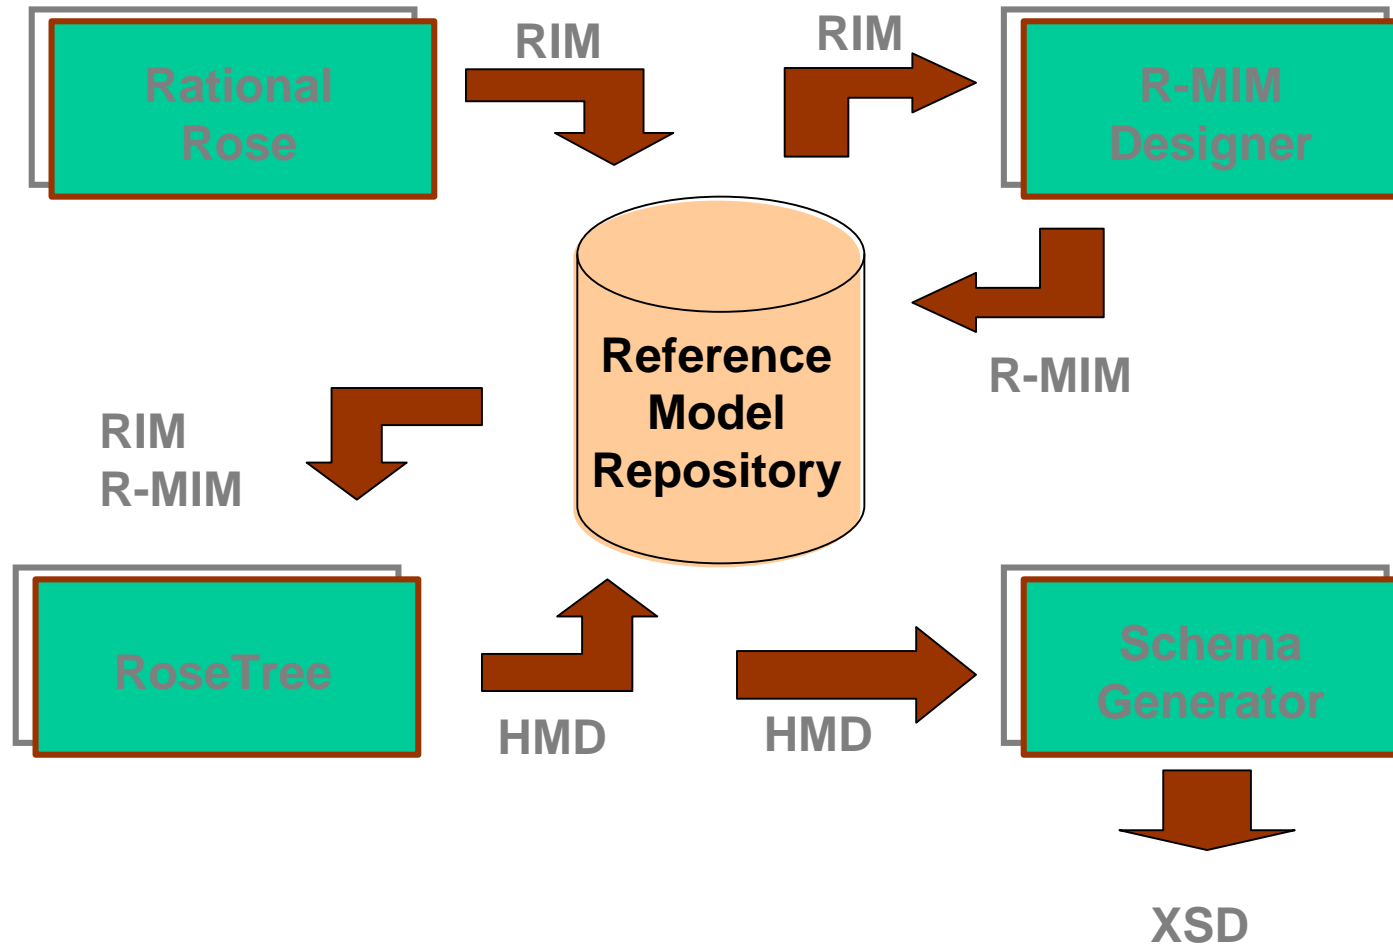 RIM
RIM
Rational
Rose
R-MIM
Designer
Reference
Model
Repository
R-MIM
RIM
R-MIM
RoseTree
HMD
HMD
Schema
Generator
XSD